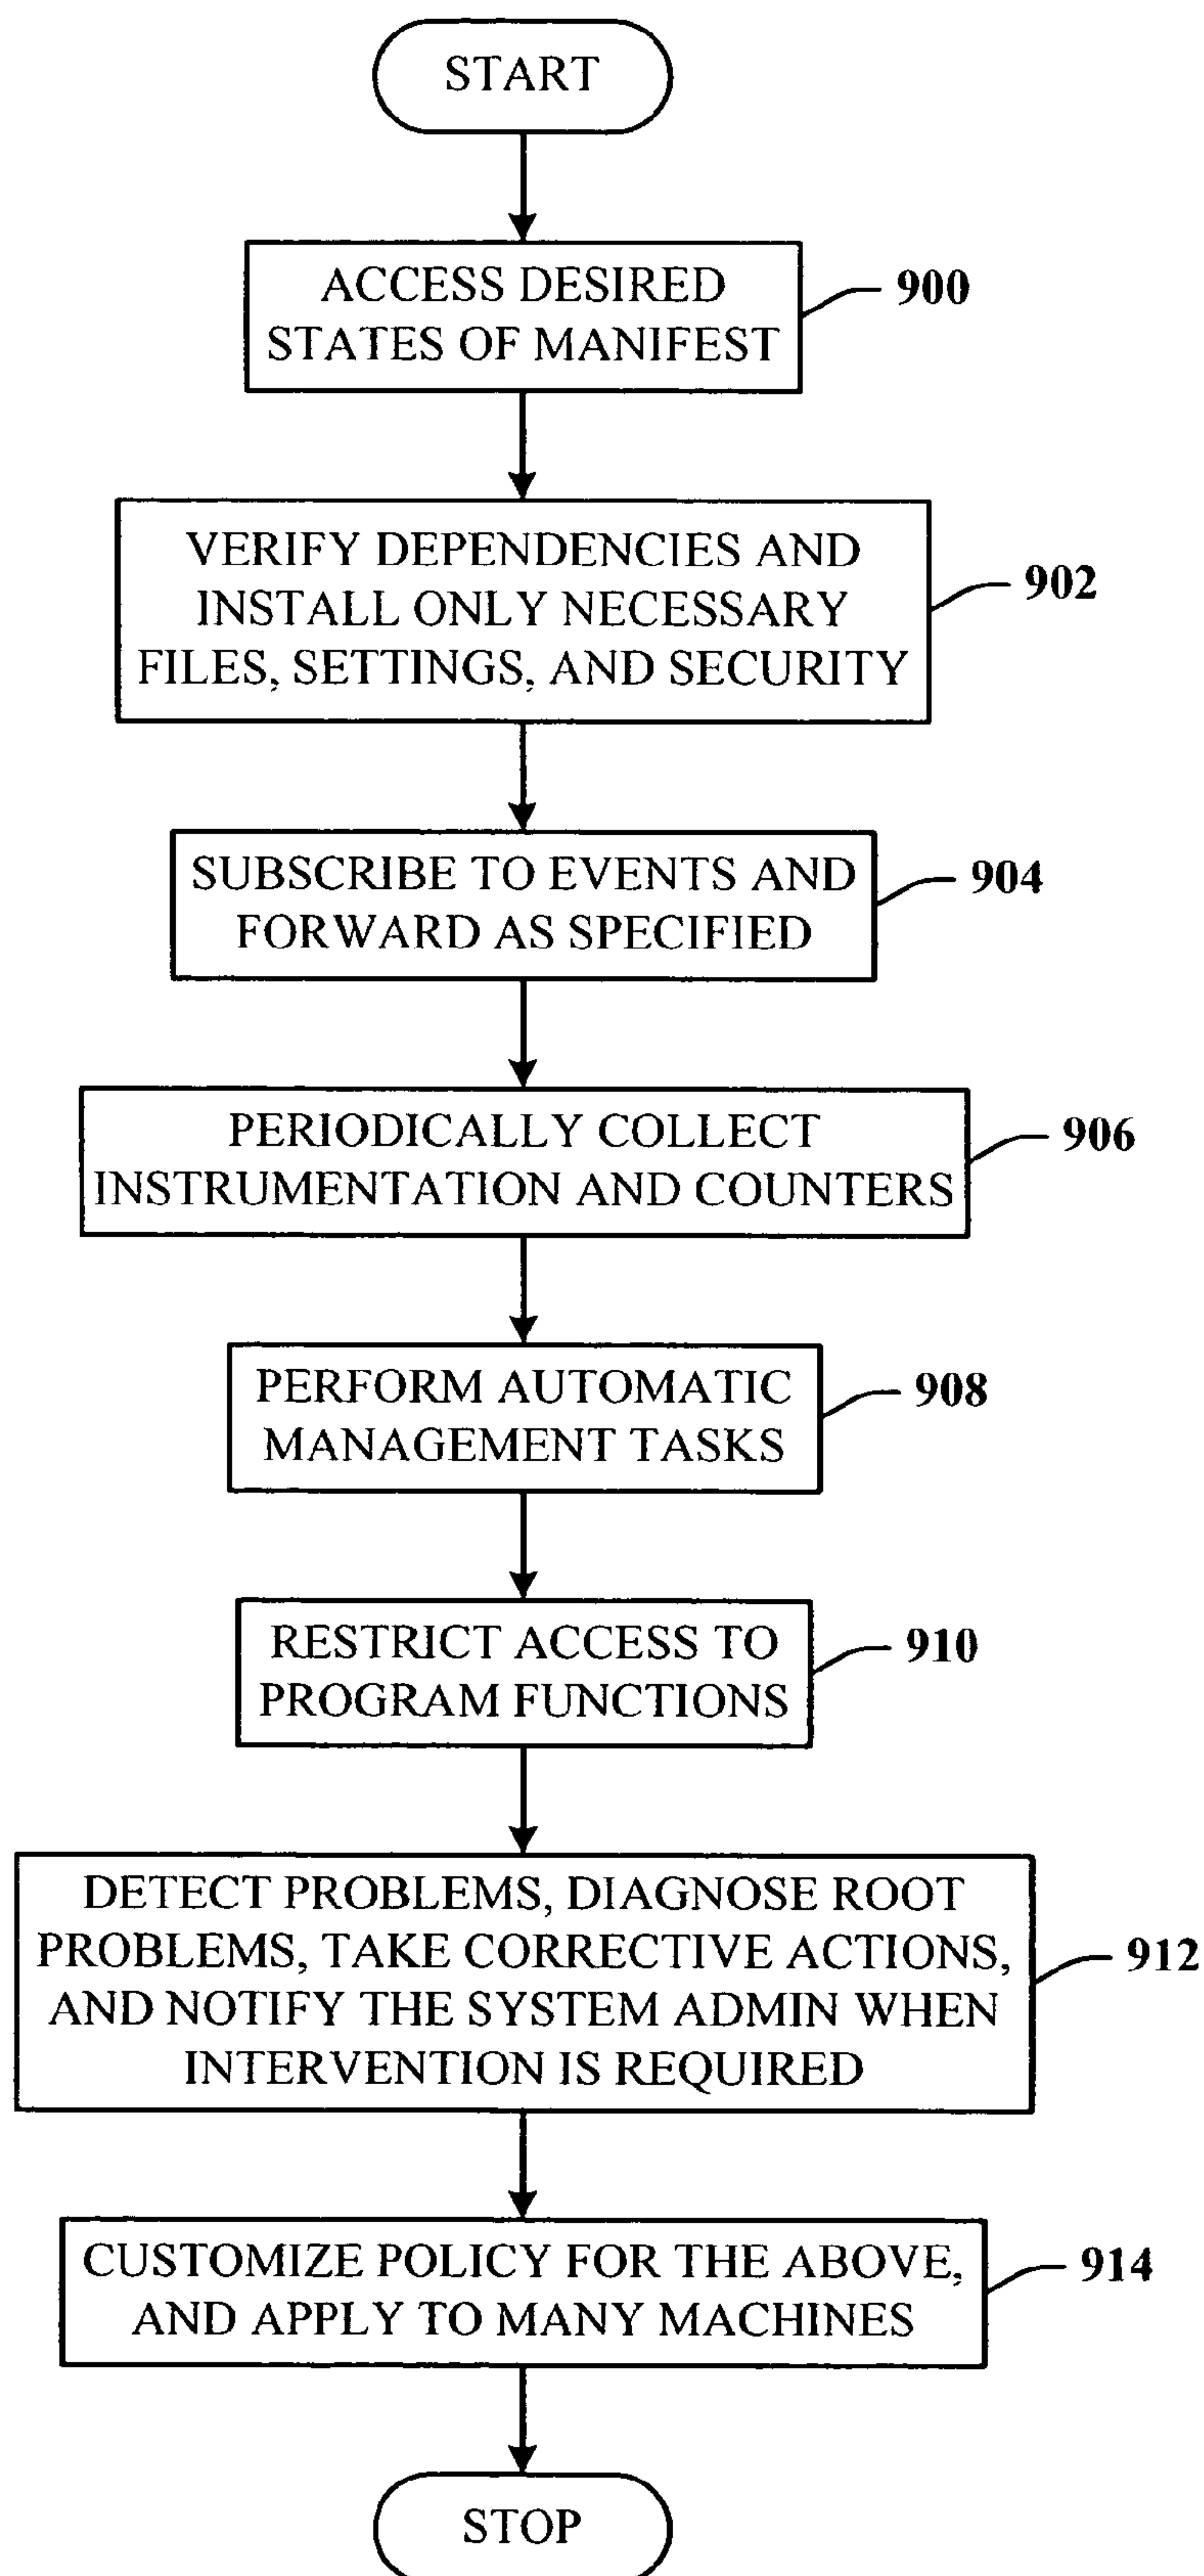 START
ACCESS DESIRED
STATES OF MANIFEST
900
VERIFY DEPENDENCIES AND
INSTALL ONLY NECESSARY
FILES, SETTINGS, AND SECURITY
902
SUBSCRIBE TO EVENTS AND
FORWARD AS SPECIFIED
904
PERIODICALLY COLLECT
INSTRUMENTATION AND COUNTERS
906
PERFORM AUTOMATIC
MANAGEMENT TASKS
908
RESTRICT ACCESS TO
PROGRAM FUNCTIONS
910
DETECT PROBLEMS, DIAGNOSE ROOT
PROBLEMS, TAKE CORRECTIVE ACTIONS,
AND NOTIFY THE SYSTEM ADMIN WHEN
INTERVENTION IS REQUIRED
912
CUSTOMIZE POLICY FOR THE ABOVE,
AND APPLY TO MANY MACHINES
914
STOP